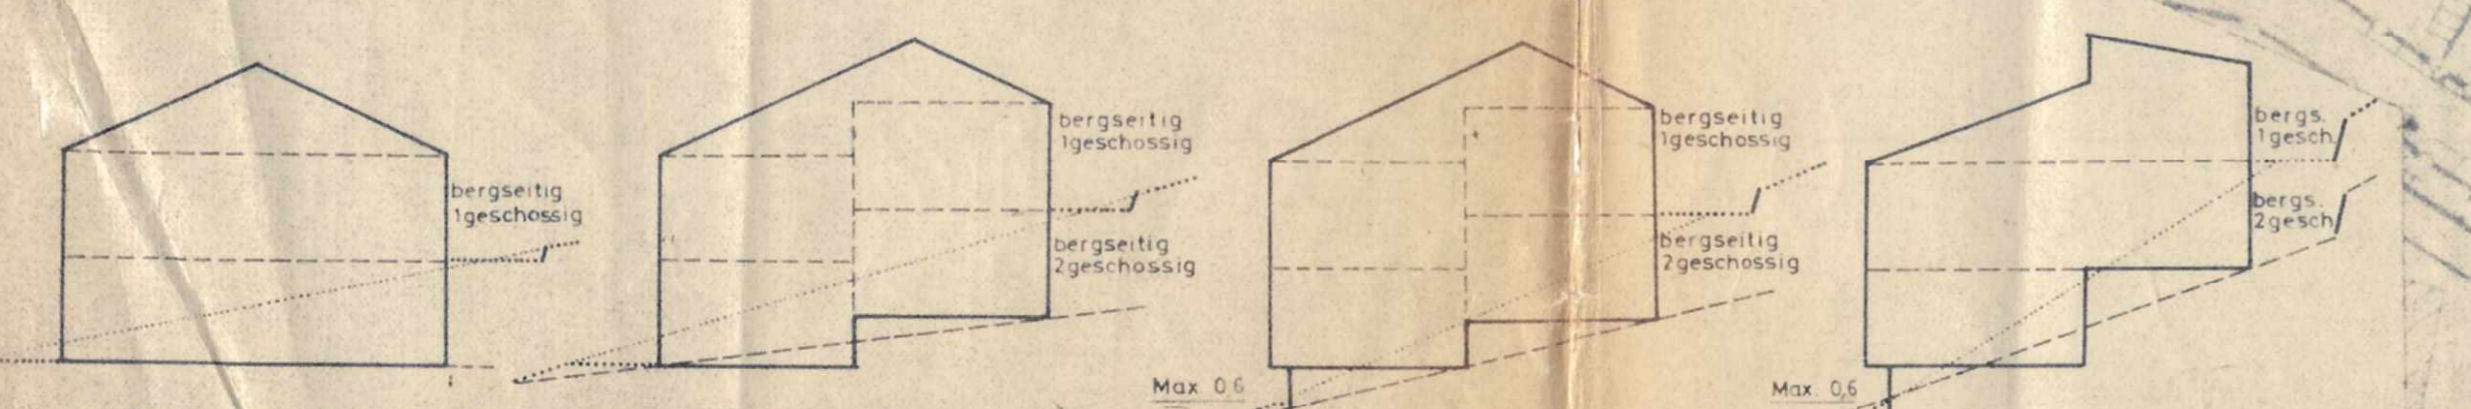 bergseitig
1geschossig
bergseitig
1geschossig
bergseitig
2geschossig
bergseitig
1geschossig
bergseitig
2geschossig
bergs.
1gesch.
bergs.
2gesch.
Max. 0,6
Max. 0,6